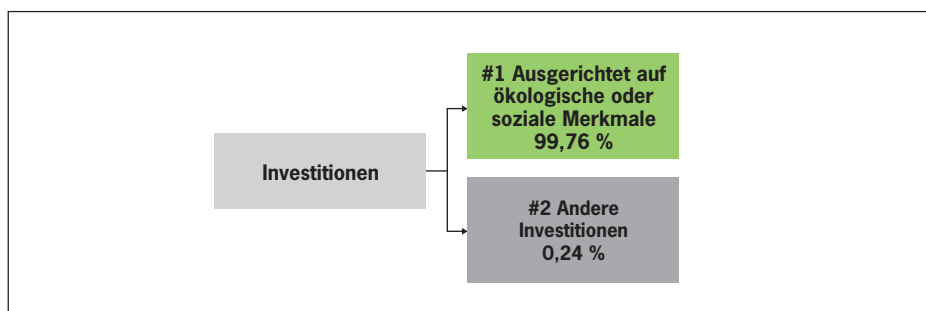 #1 Ausgerichtet auf
ökologische oder
soziale Merkmale
99,76 %
Investitionen
#2 Andere
Investitionen
0,24 %